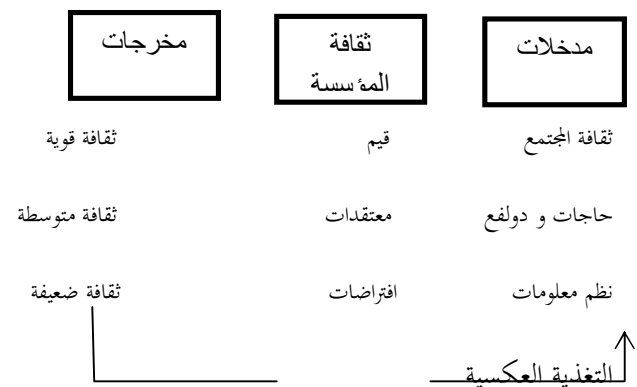 مدخلات
ثقافة المؤسسة
مخرجات
ثقافة المجتمع
قيم
ثقافة قوية
حاجات و دولفع
معتقدات
ثقافة متوسطة
نظم معلومات
افتراضات
ثقافة ضعيفة
التغذية العكسية